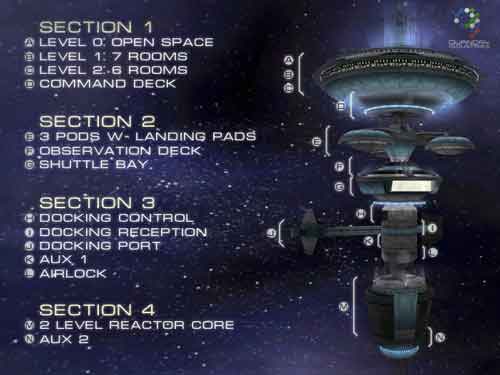 SECTION 1
A LEVEL 0: OPEN SPACE
B LEVEL 1: 7 ROOMS
C LEVEL 2: 6 ROOMS
D COMMAND DECK
SECTION 2
E 3 PODS W- LANDING PADS
F OBSERVATION DECK
G SHUTTLE BAY
SECTION 3
H DOCKING CONTROL
I DOCKING RECEPTION
J DOCKING PORT
K AUX 1
L AIRLOCK
SECTION 4
M 2 LEVEL REACTOR CORE
N AUX 2
A
B
C
D
E
F
G
H
I
J
K
L
M
N